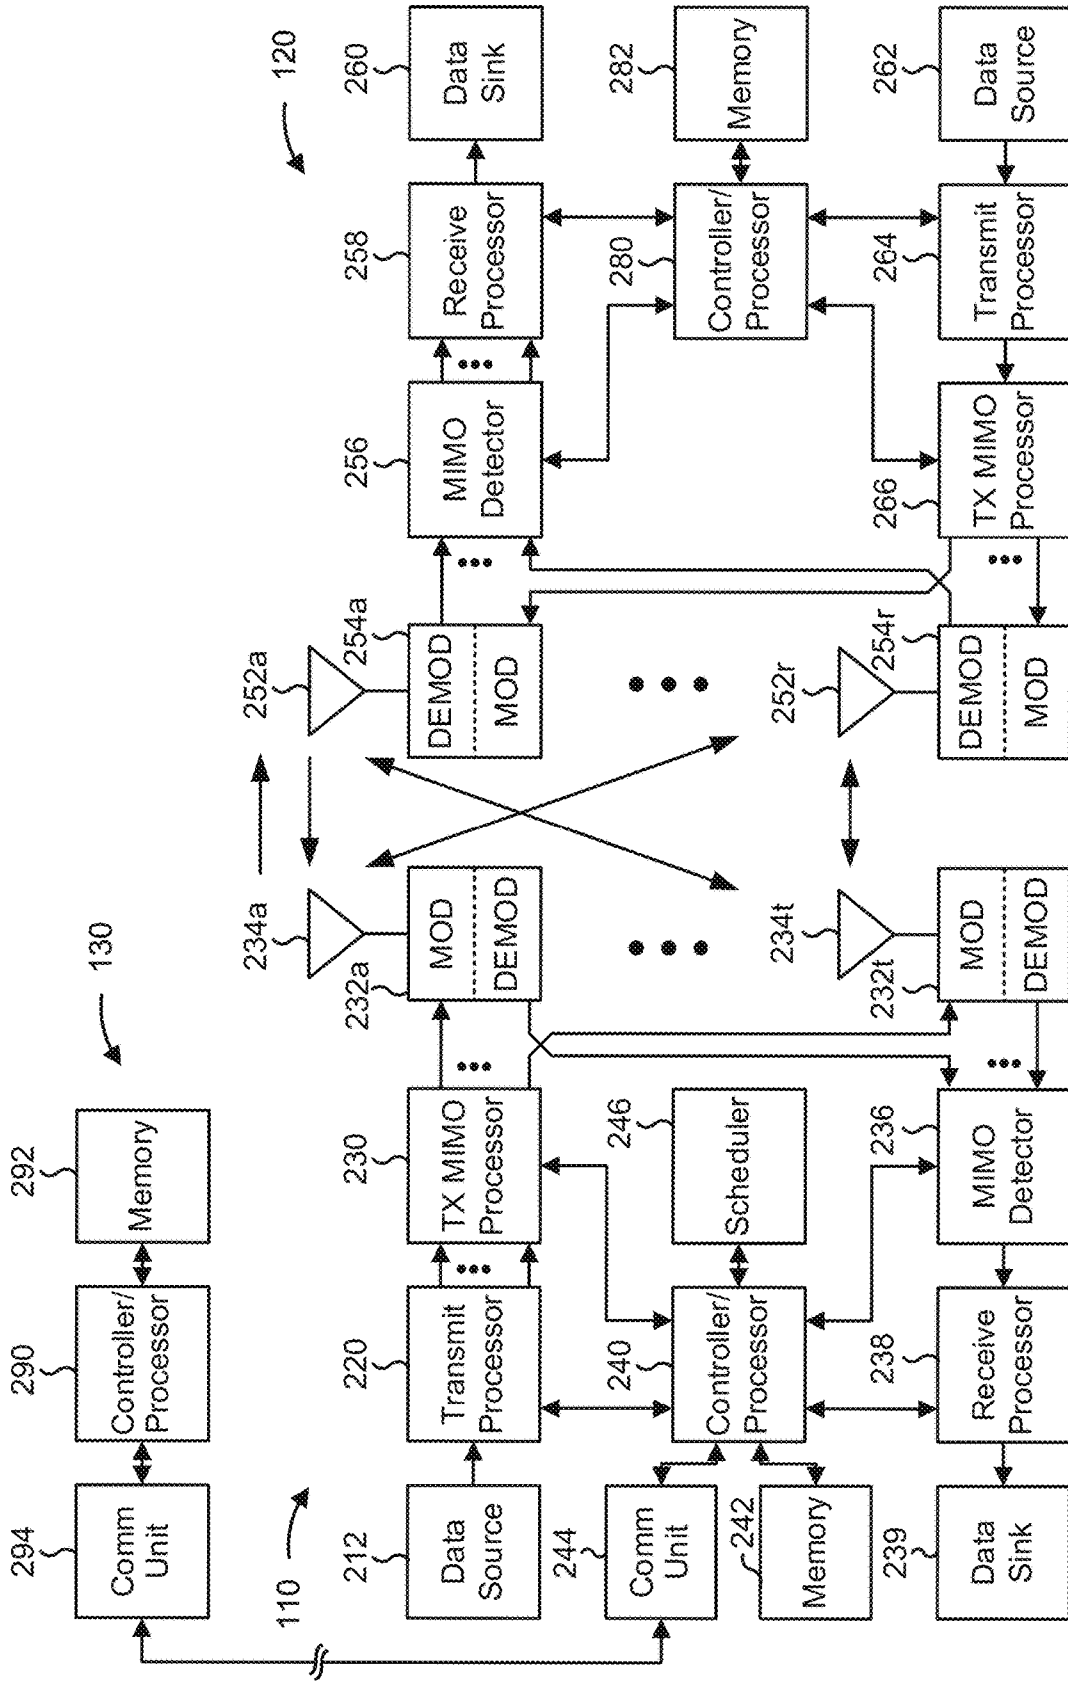 130
294
Comm
Unit
290
Controller/
Processor
292
Memory
110
120
212
Data
Source
220
Transmit
Processor
230
TX MIMO
Processor
232a
MOD
DEMOD
234a
252a
254a
DEMOD
MOD
256
MIMO
Detector
258
Receive
Processor
260
Data
Sink
244
Comm
Unit
242
Memory
240
Controller/
Processor
246
Scheduler
280
Controller/
Processor
282
Memory
239
Data
Sink
238
Receive
Processor
236
MIMO
Detector
232t
MOD
DEMOD
234t
252r
254r
DEMOD
MOD
266
TX MIMO
Processor
264
Transmit
Processor
262
Data
Source